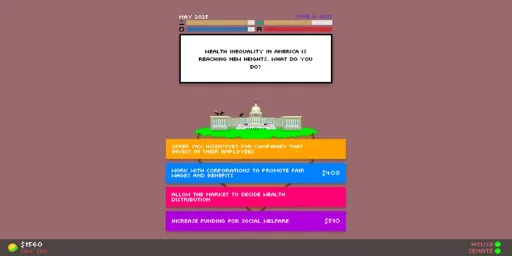 MAY 2025
WEALTH INEQUALITY IN AMERICA IS
REACHING NEW HEIGHTS. WHAT DO YOU
DO?
OFFER TAX INCENTIVES FOR COMPANIES THAT
INVEST IN THEIR EMPLOYEES
WORK WITH CORPORATIONS TO PROMOTE FAIR
WAGES AND BENEFITS
$400
ALLOW THE MARKET TO DECIDE WEALTH
DISTRIBUTION
INCREASE FUNDING FOR SOCIAL WELFARE
$1560
HOUSE
SENATE